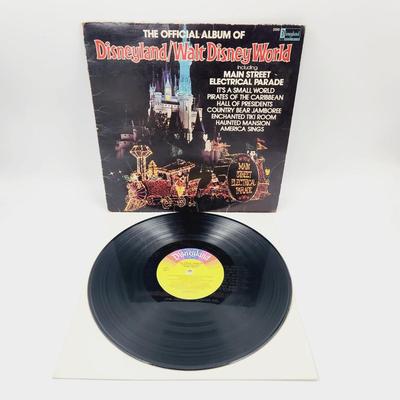 THE OFFICIAL ALBUM OF
Disneyland/Walt Disney World
including
MAIN STREET
ELECTRICAL PARADE
IT'S A SMALL WORLD
PIRATES OF THE CARIBBEAN
HALL OF PRESIDENTS
COUNTRY BEAR JAMBOREE
ENCHANTED TIKI ROOM
HAUNTED MANSION
AMERICA SINGS
MAIN
STREET
ELECTRICAL
PARADE
Disneyland